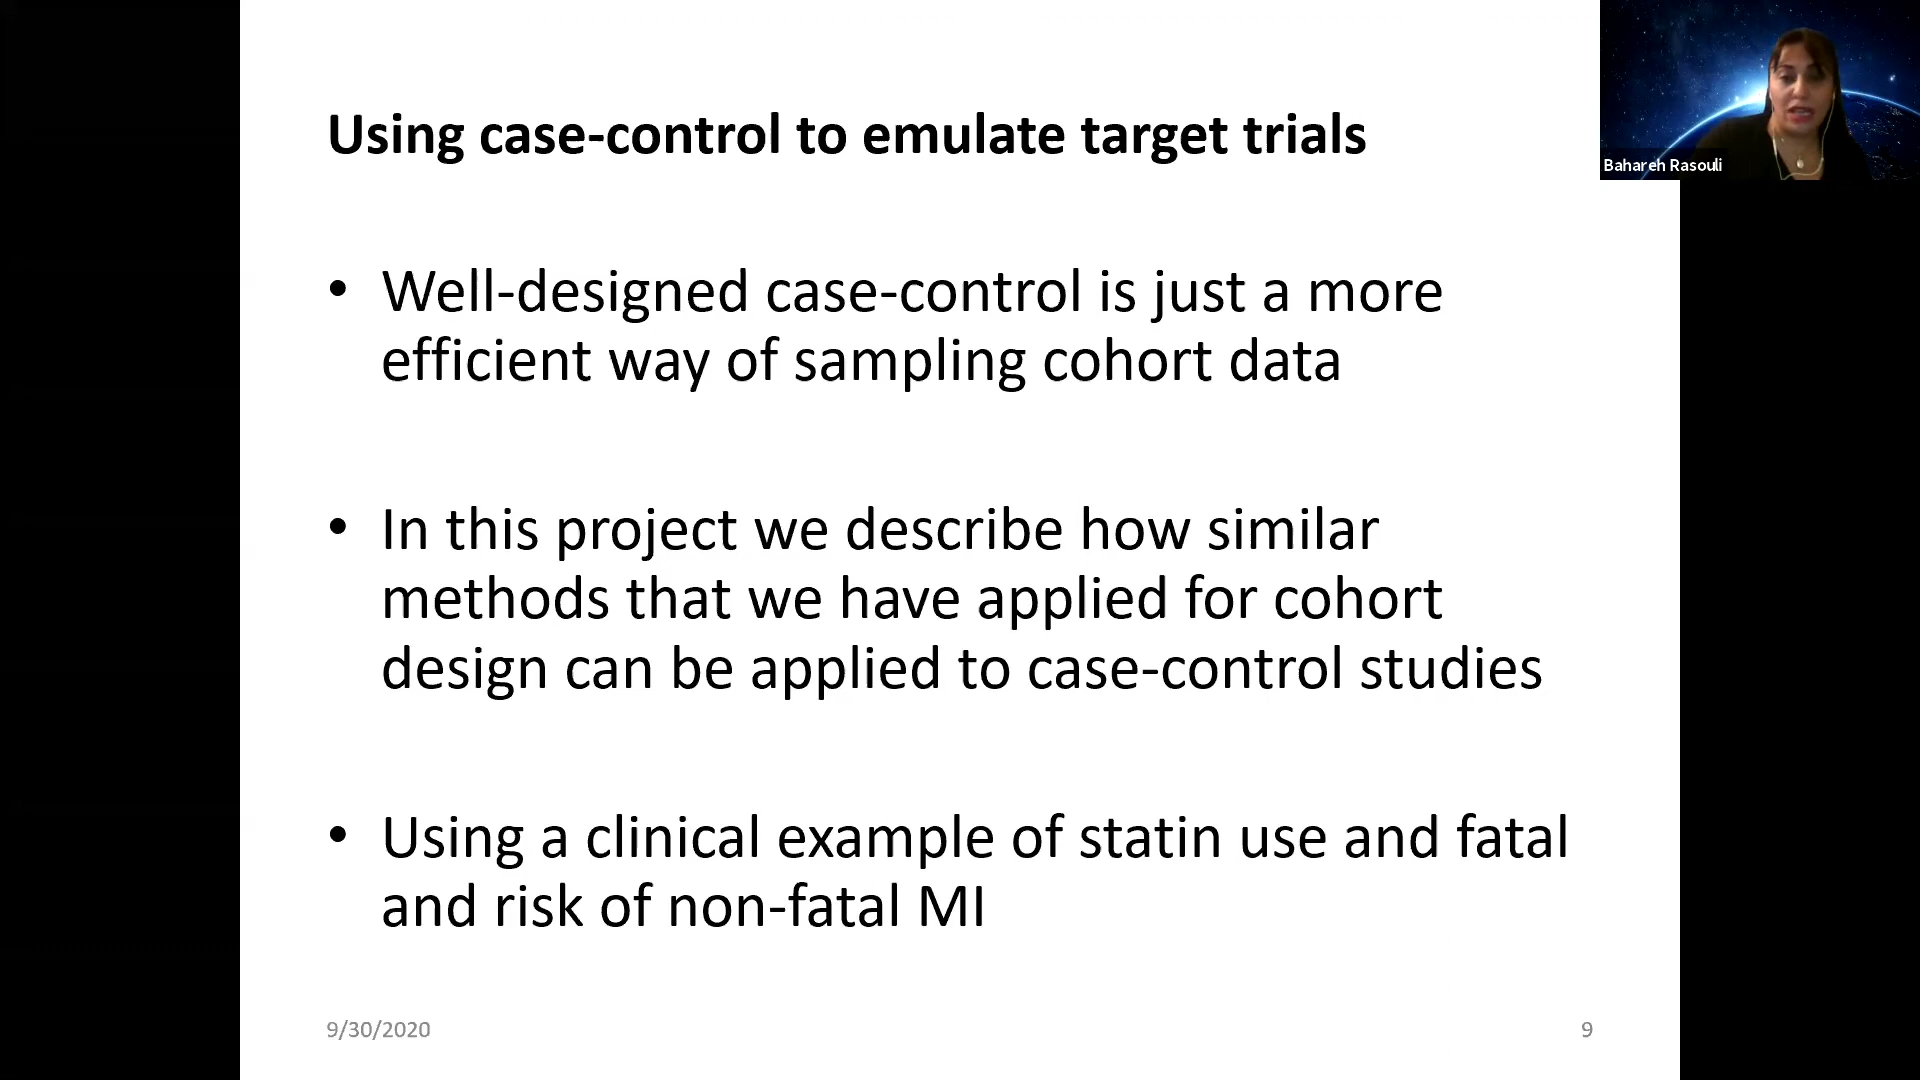 Using case-control to emulate target trials
Bahareh Rasouli
• Well-designed case-control is just a more
efficient way of sampling cohort data
• In this project we describe how similar
methods that we have applied for cohort
design can be applied to case-control studies
• Using a clinical example of statin use and fatal
and risk of non-fatal MI
9/30/2020
9